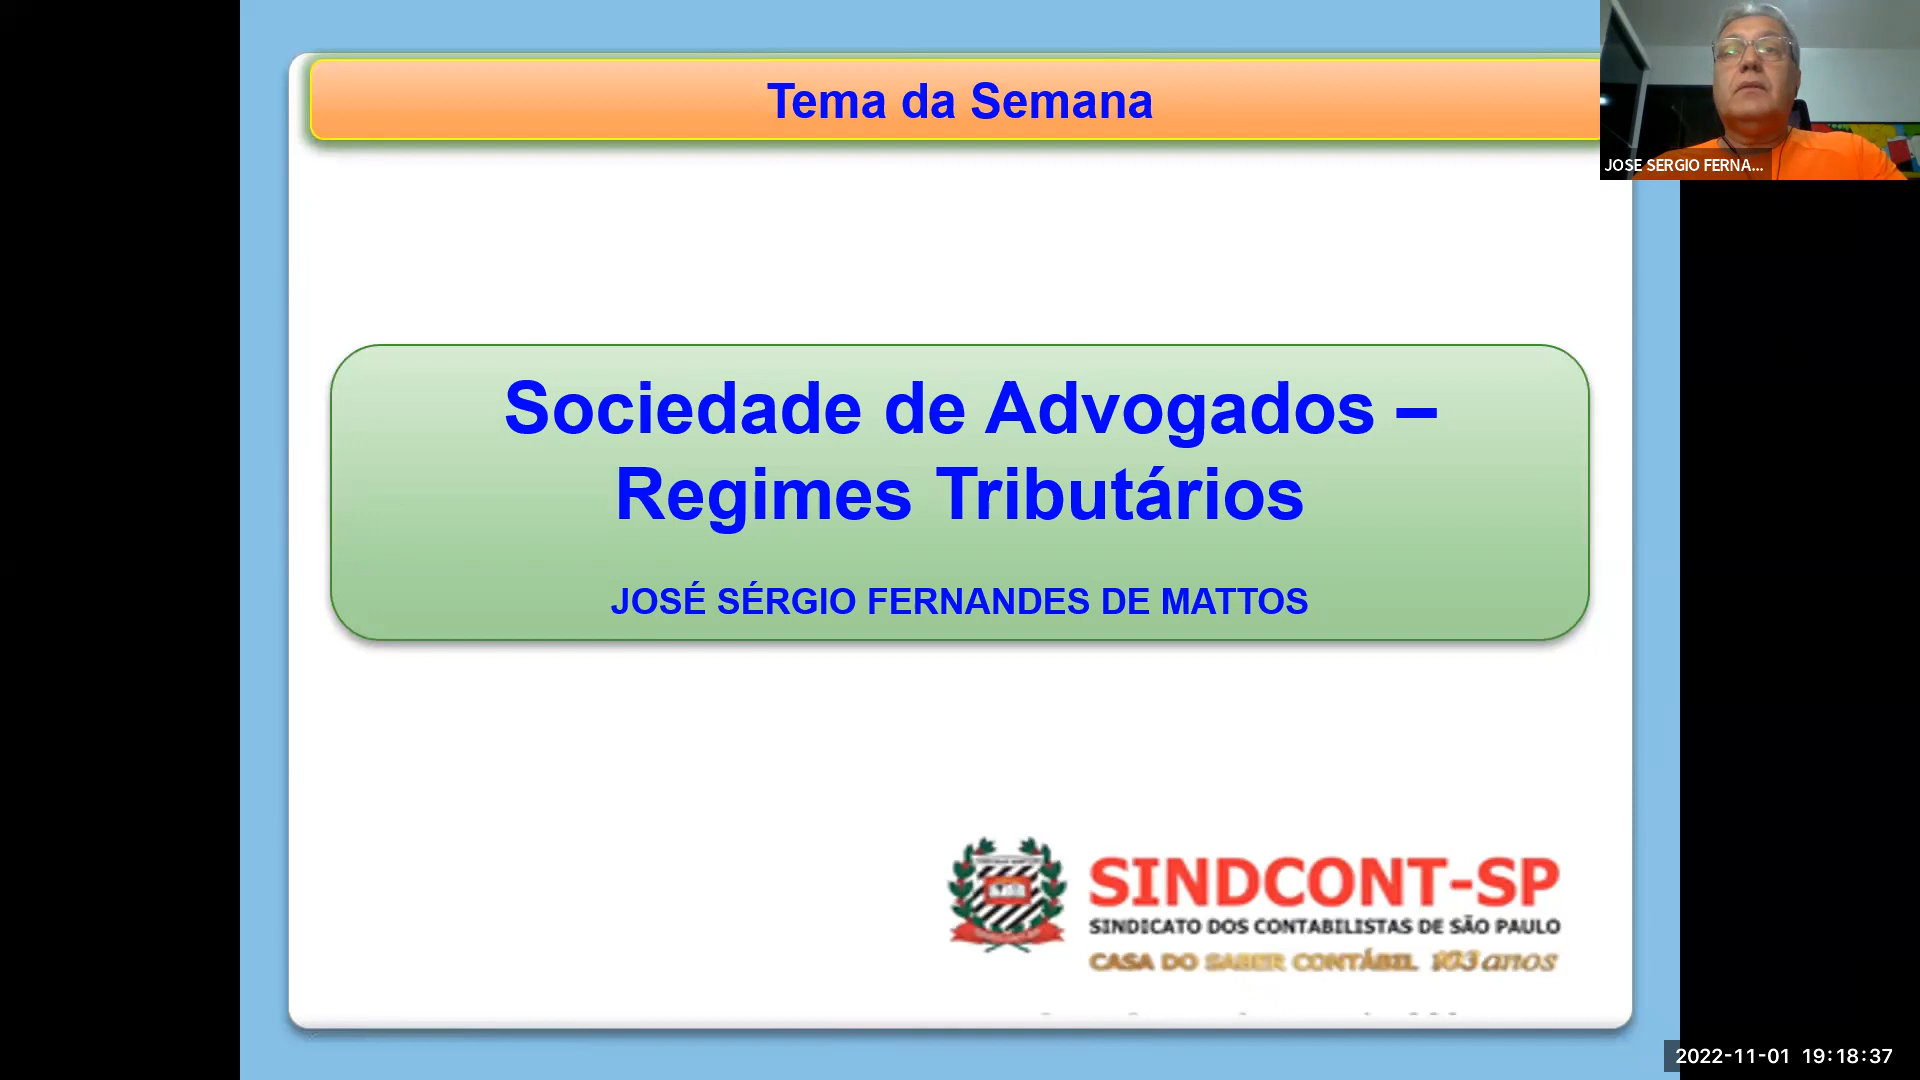 Tema da Semana
JOSE SERGIO FERNA...
Sociedade de Advogados –
Regimes Tributários
JOSÉ SÉRGIO FERNANDES DE MATTOS
SINDCONT-SP
SINDICATO DOS CONTABILISTAS DE SÃO PAULO
CASA DO SABER CONTÁBIL 103 anos
2022-11-01 19:18:37